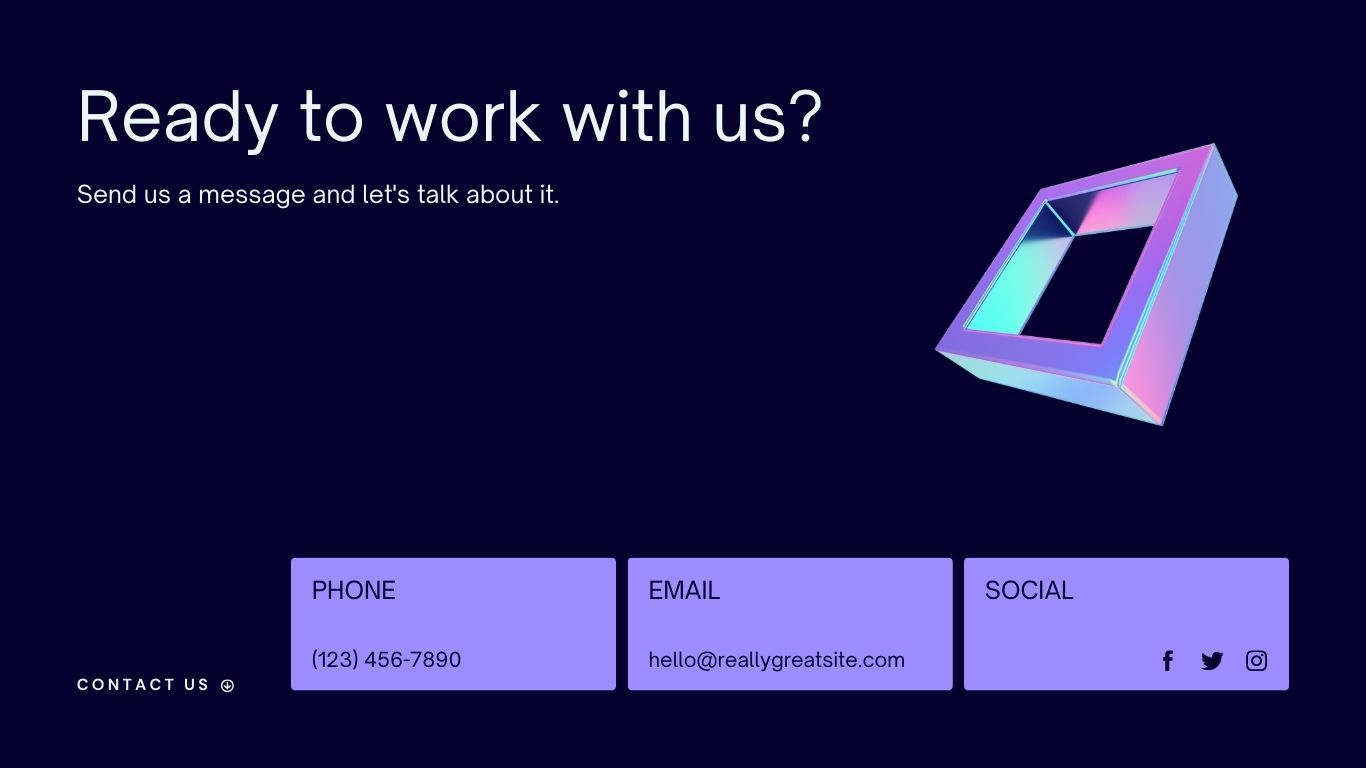 Ready to work with us?
Send us a message and let's talk about it.
PHONE
(123) 456-7890
EMAIL
hello@reallygreatsite.com
SOCIAL
CONTACT US